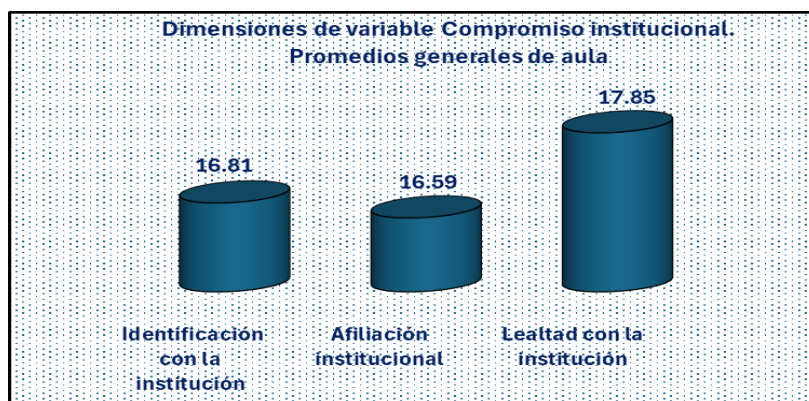 Dimensiones de variable Compromiso institucional.
Promedios generales de aula
17.85
16.81
16.59
Identificación
con la
institución
Afiliación
institucional
Lealtad con la
institución